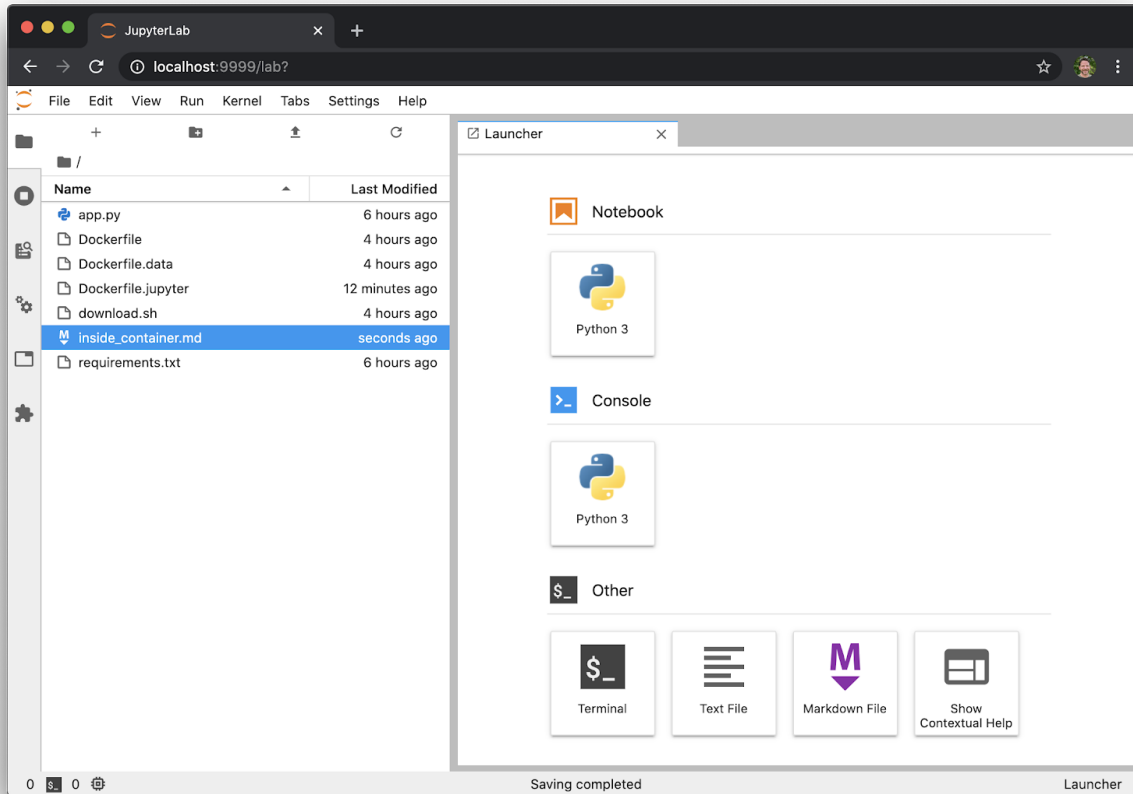 JupyterLab
localhost:9999/lab?
File Edit View Run Kernel Tabs Settings Help
/
Name Last Modified
app.py 6 hours ago
Dockerfile 4 hours ago
Dockerfile.data 4 hours ago
Dockerfile.jupyter 12 minutes ago
download.sh 4 hours ago
inside_container.md seconds ago
requirements.txt 6 hours ago
Launcher
Notebook
Python 3
Console
Python 3
$_ Other
$_
Terminal
Text File
M
Markdown File
Show
Contextual Help
0 $_ 0 Saving completed Launcher